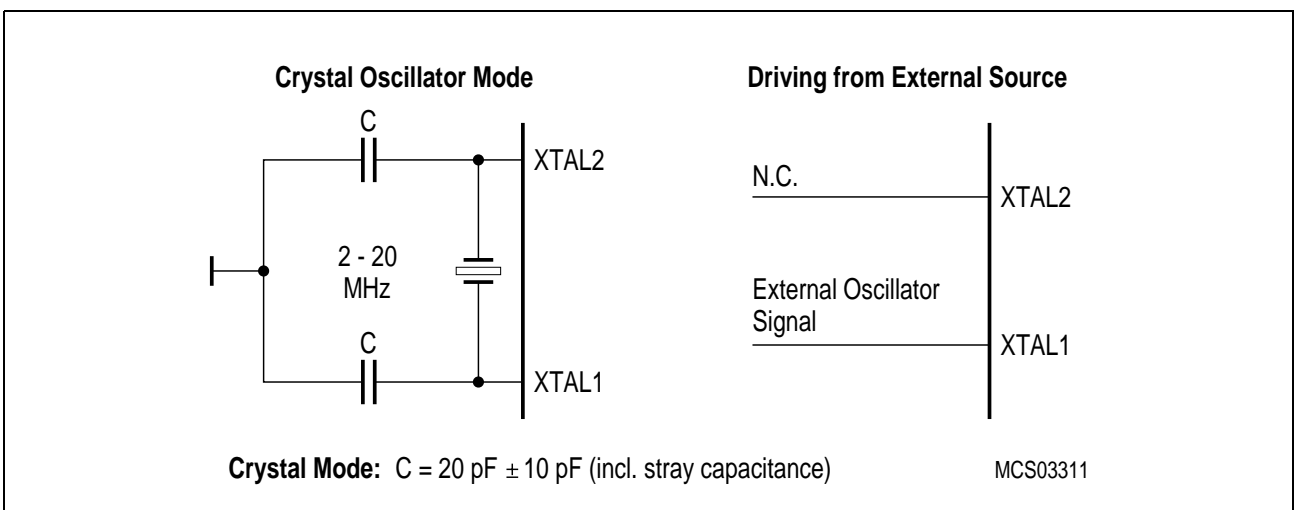 Crystal Oscillator Mode
C
XTAL2
2 - 20
MHz
C
XTAL1
Driving from External Source
N.C.
XTAL2
External Oscillator
Signal
XTAL1
Crystal Mode: C = 20 pF ± 10 pF (incl. stray capacitance)
MCS03311